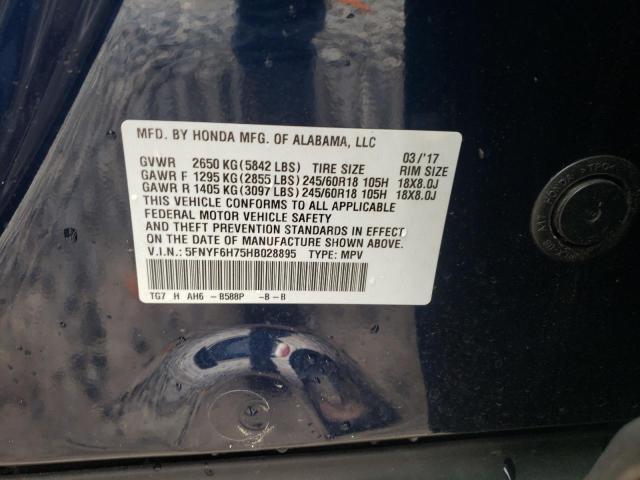 MFD. BY HONDA MFG. OF ALABAMA, LLC
03/'17
GVWR 2650 KG (5842 LBS) TIRE SIZE RIM SIZE
GAWR F 1295 KG (2855 LBS) 245/60R18 105H 18X8.0J
GAWR R 1405 KG (3097 LBS) 245/60R18 105H 18X8.0J
THIS VEHICLE CONFORMS TO ALL APPLICABLE
FEDERAL MOTOR VEHICLE SAFETY
AND THEFT PREVENTION STANDARDS IN EFFECT
ON THE DATE OF MANUFACTURE SHOWN ABOVE.
V.I.N.: 5FNYF6H75HB028895 TYPE: MPV
TG7 H AH6 -B588P -B-B
HONDA